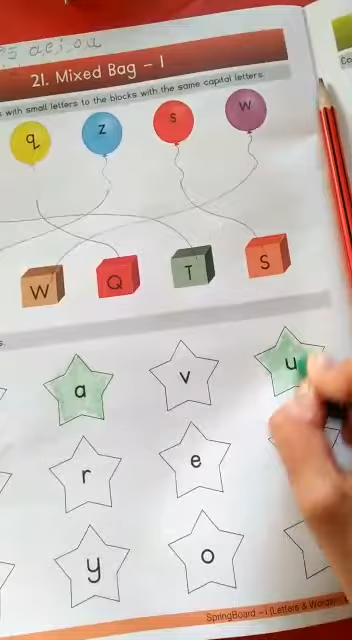 a,e,i,o,u
21. Mixed Bag - 1
with small letters to the blocks with the same capital letters.
q z s w
W Q T S
a v u
r e
y o
SpringBoard - 1 (Letters & Words)